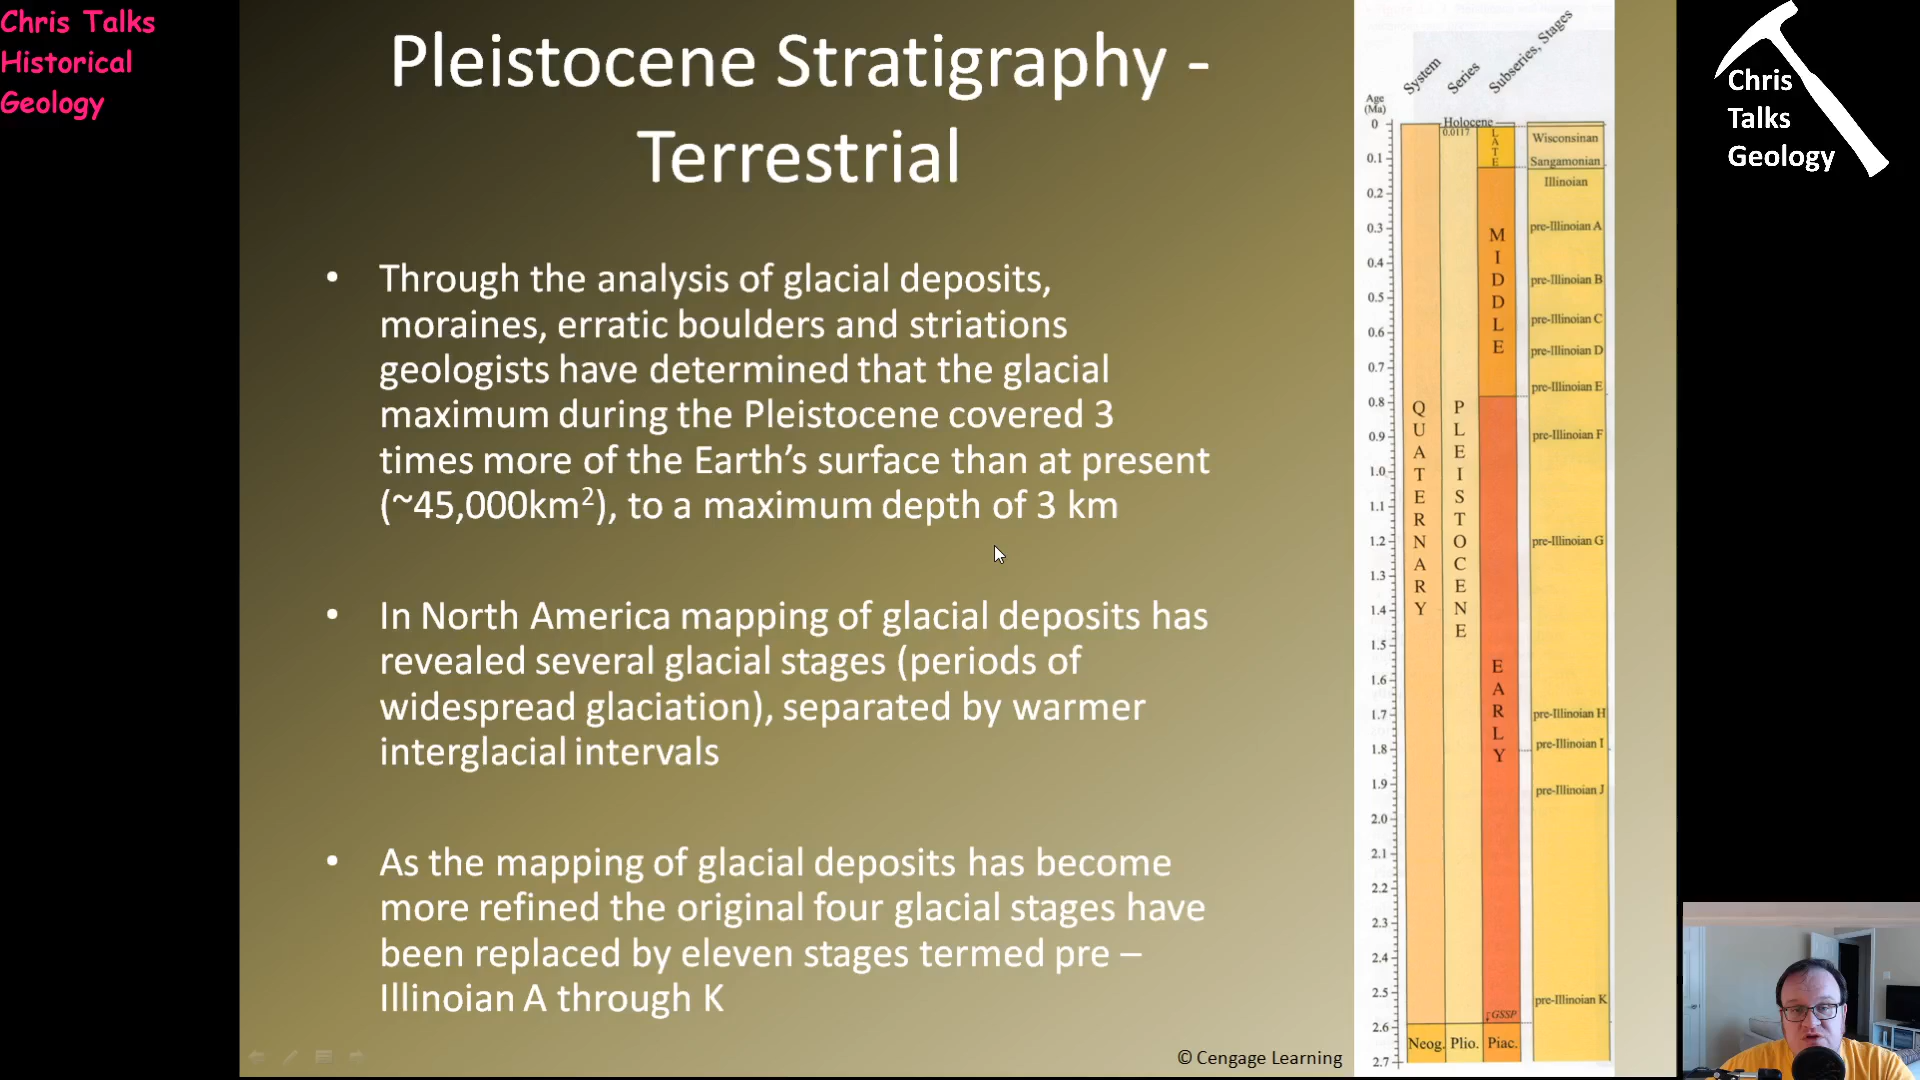 Chris Talks
Historical
Geology
Pleistocene Stratigraphy -
Terrestrial
• Through the analysis of glacial deposits,
moraines, erratic boulders and striations
geologists have determined that the glacial
maximum during the Pleistocene covered 3
times more of the Earth’s surface than at present
(~45,000km²), to a maximum depth of 3 km
• In North America mapping of glacial deposits has
revealed several glacial stages (periods of
widespread glaciation), separated by warmer
interglacial intervals
• As the mapping of glacial deposits has become
more refined the original four glacial stages have
been replaced by eleven stages termed pre –
Illinoian A through K
© Cengage Learning
Age
(Ma)
System
Series
Subseries, Stages
0
0.1
0.2
0.3
0.4
0.5
0.6
0.7
0.8
0.9
1.0
1.1
1.2
1.3
1.4
1.5
1.6
1.7
1.8
1.9
2.0
2.1
2.2
2.3
2.4
2.5
2.6
2.7
QUATERNARY
Neog.
Holocene
0.0117
PLEISTOCENE
Plio.
LATE
MIDDLE
EARLY
GSSP
Piac.
Wisconsinan
Sangamonian
Illinoian
pre-Illinoian A
pre-Illinoian B
pre-Illinoian C
pre-Illinoian D
pre-Illinoian E
pre-Illinoian F
pre-Illinoian G
pre-Illinoian H
pre-Illinoian I
pre-Illinoian J
pre-Illinoian K
Chris
Talks
Geology